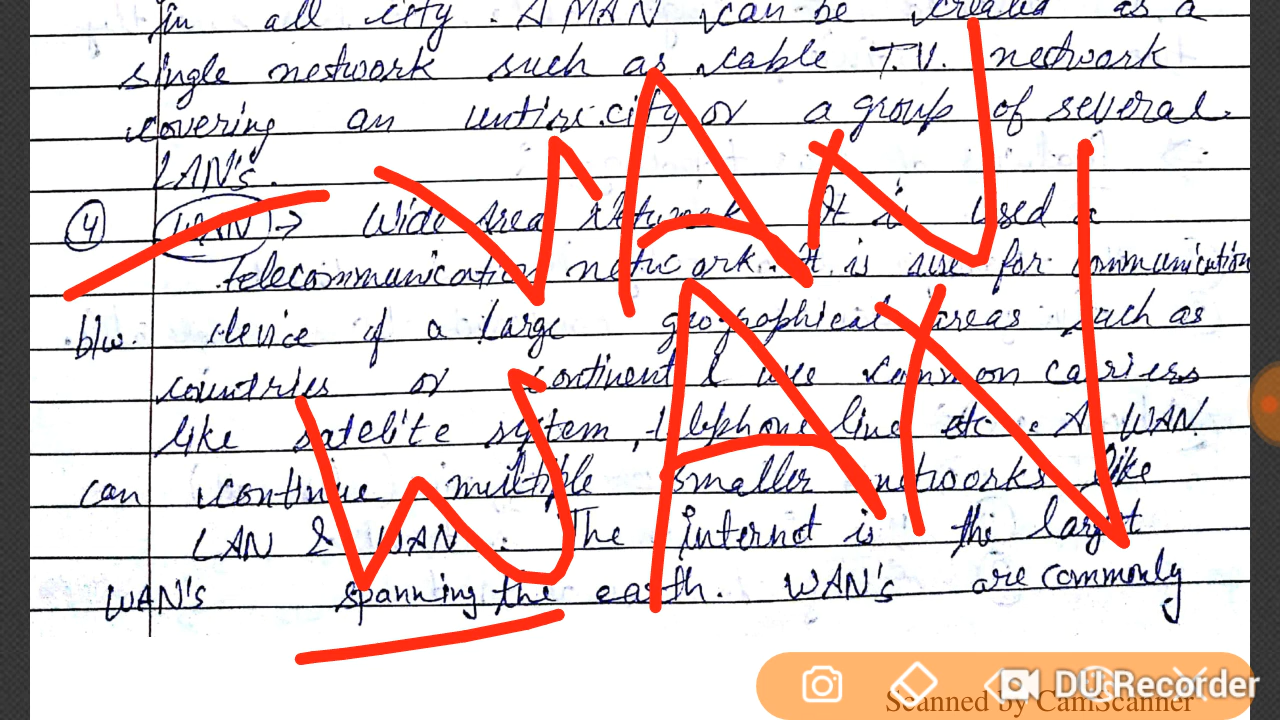 in all city. A MAN can be created as a
single network such as cable T.V. network
covering an entire city or a group of several
LAN's.
④ WAN → Wide Area Network It is used a
telecommunication network. It is use for communication
b/w. device of a large geographical areas such as
countries or continent & use common carriers
like satelite system, telephone line etc. A WAN
can continue multiple smaller networks like
LAN & WAN. The internet is the largest
WAN's spanning the earth. WAN's are commonly
WAN
WAN
DU Recorder
Scanned by CamScanner